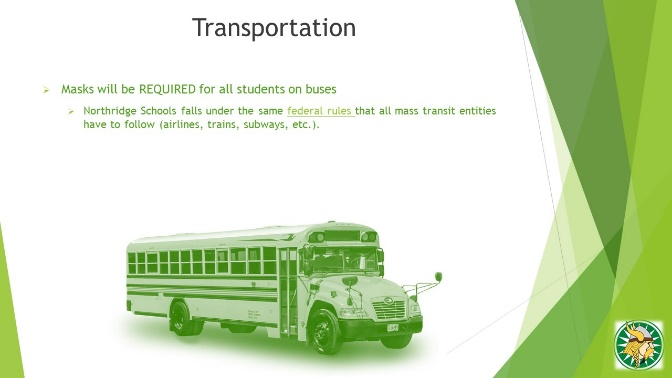 Transportation
Masks will be REQUIRED for all students on buses
Northridge Schools falls under the same federal rules that all mass transit entities
have to follow (airlines, trains, subways, etc.).